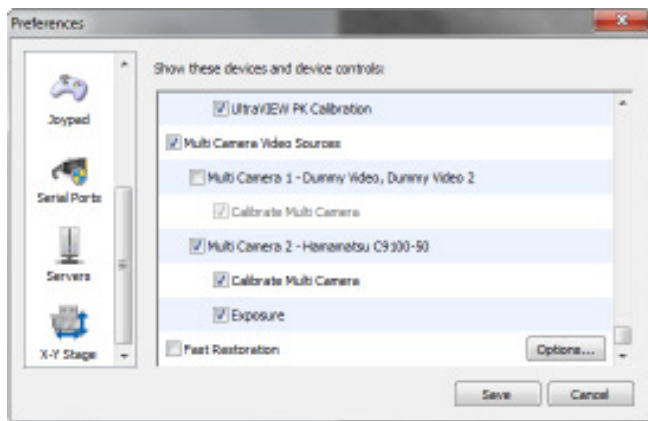 Preferences
Show these devices and device controls:
Joypad
Serial Ports
Servers
X-Y Stage
UltraVIEW PK Calibration
Multi Camera Video Sources
Multi Camera 1 - Dummy Video, Dummy Video 2
Calibrate Multi Camera
Multi Camera 2 - Hamamatsu C9100-50
Calibrate Multi Camera
Exposure
Fast Restoration
Options...
Save
Cancel